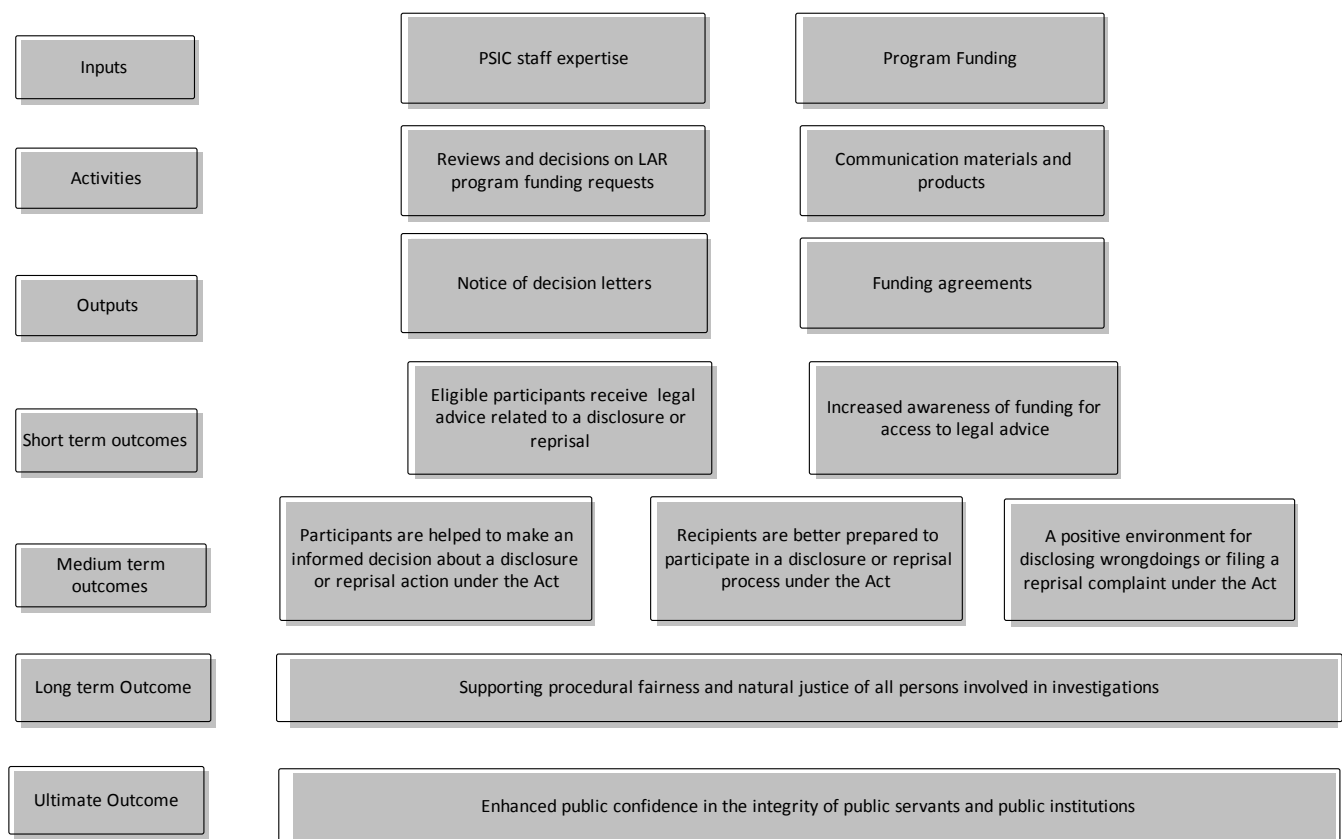 Inputs
PSIC staff expertise
Program Funding
Activities
Reviews and decisions on LAR
program funding requests
Communication materials and
products
Outputs
Notice of decision letters
Funding agreements
Short term outcomes
Eligible participants receive  legal
advice related to a disclosure or
reprisal
Increased awareness of funding for
access to legal advice
Medium term
outcomes
Participants are helped to make an
informed decision about a disclosure
or reprisal action under the Act
Recipients are better prepared to
participate in a disclosure or reprisal
process under the Act
A positive environment for
disclosing wrongdoings or filing a
reprisal complaint under the Act
Long term Outcome
Supporting procedural fairness and natural justice of all persons involved in investigations
Ultimate Outcome
Enhanced public confidence in the integrity of public servants and public institutions